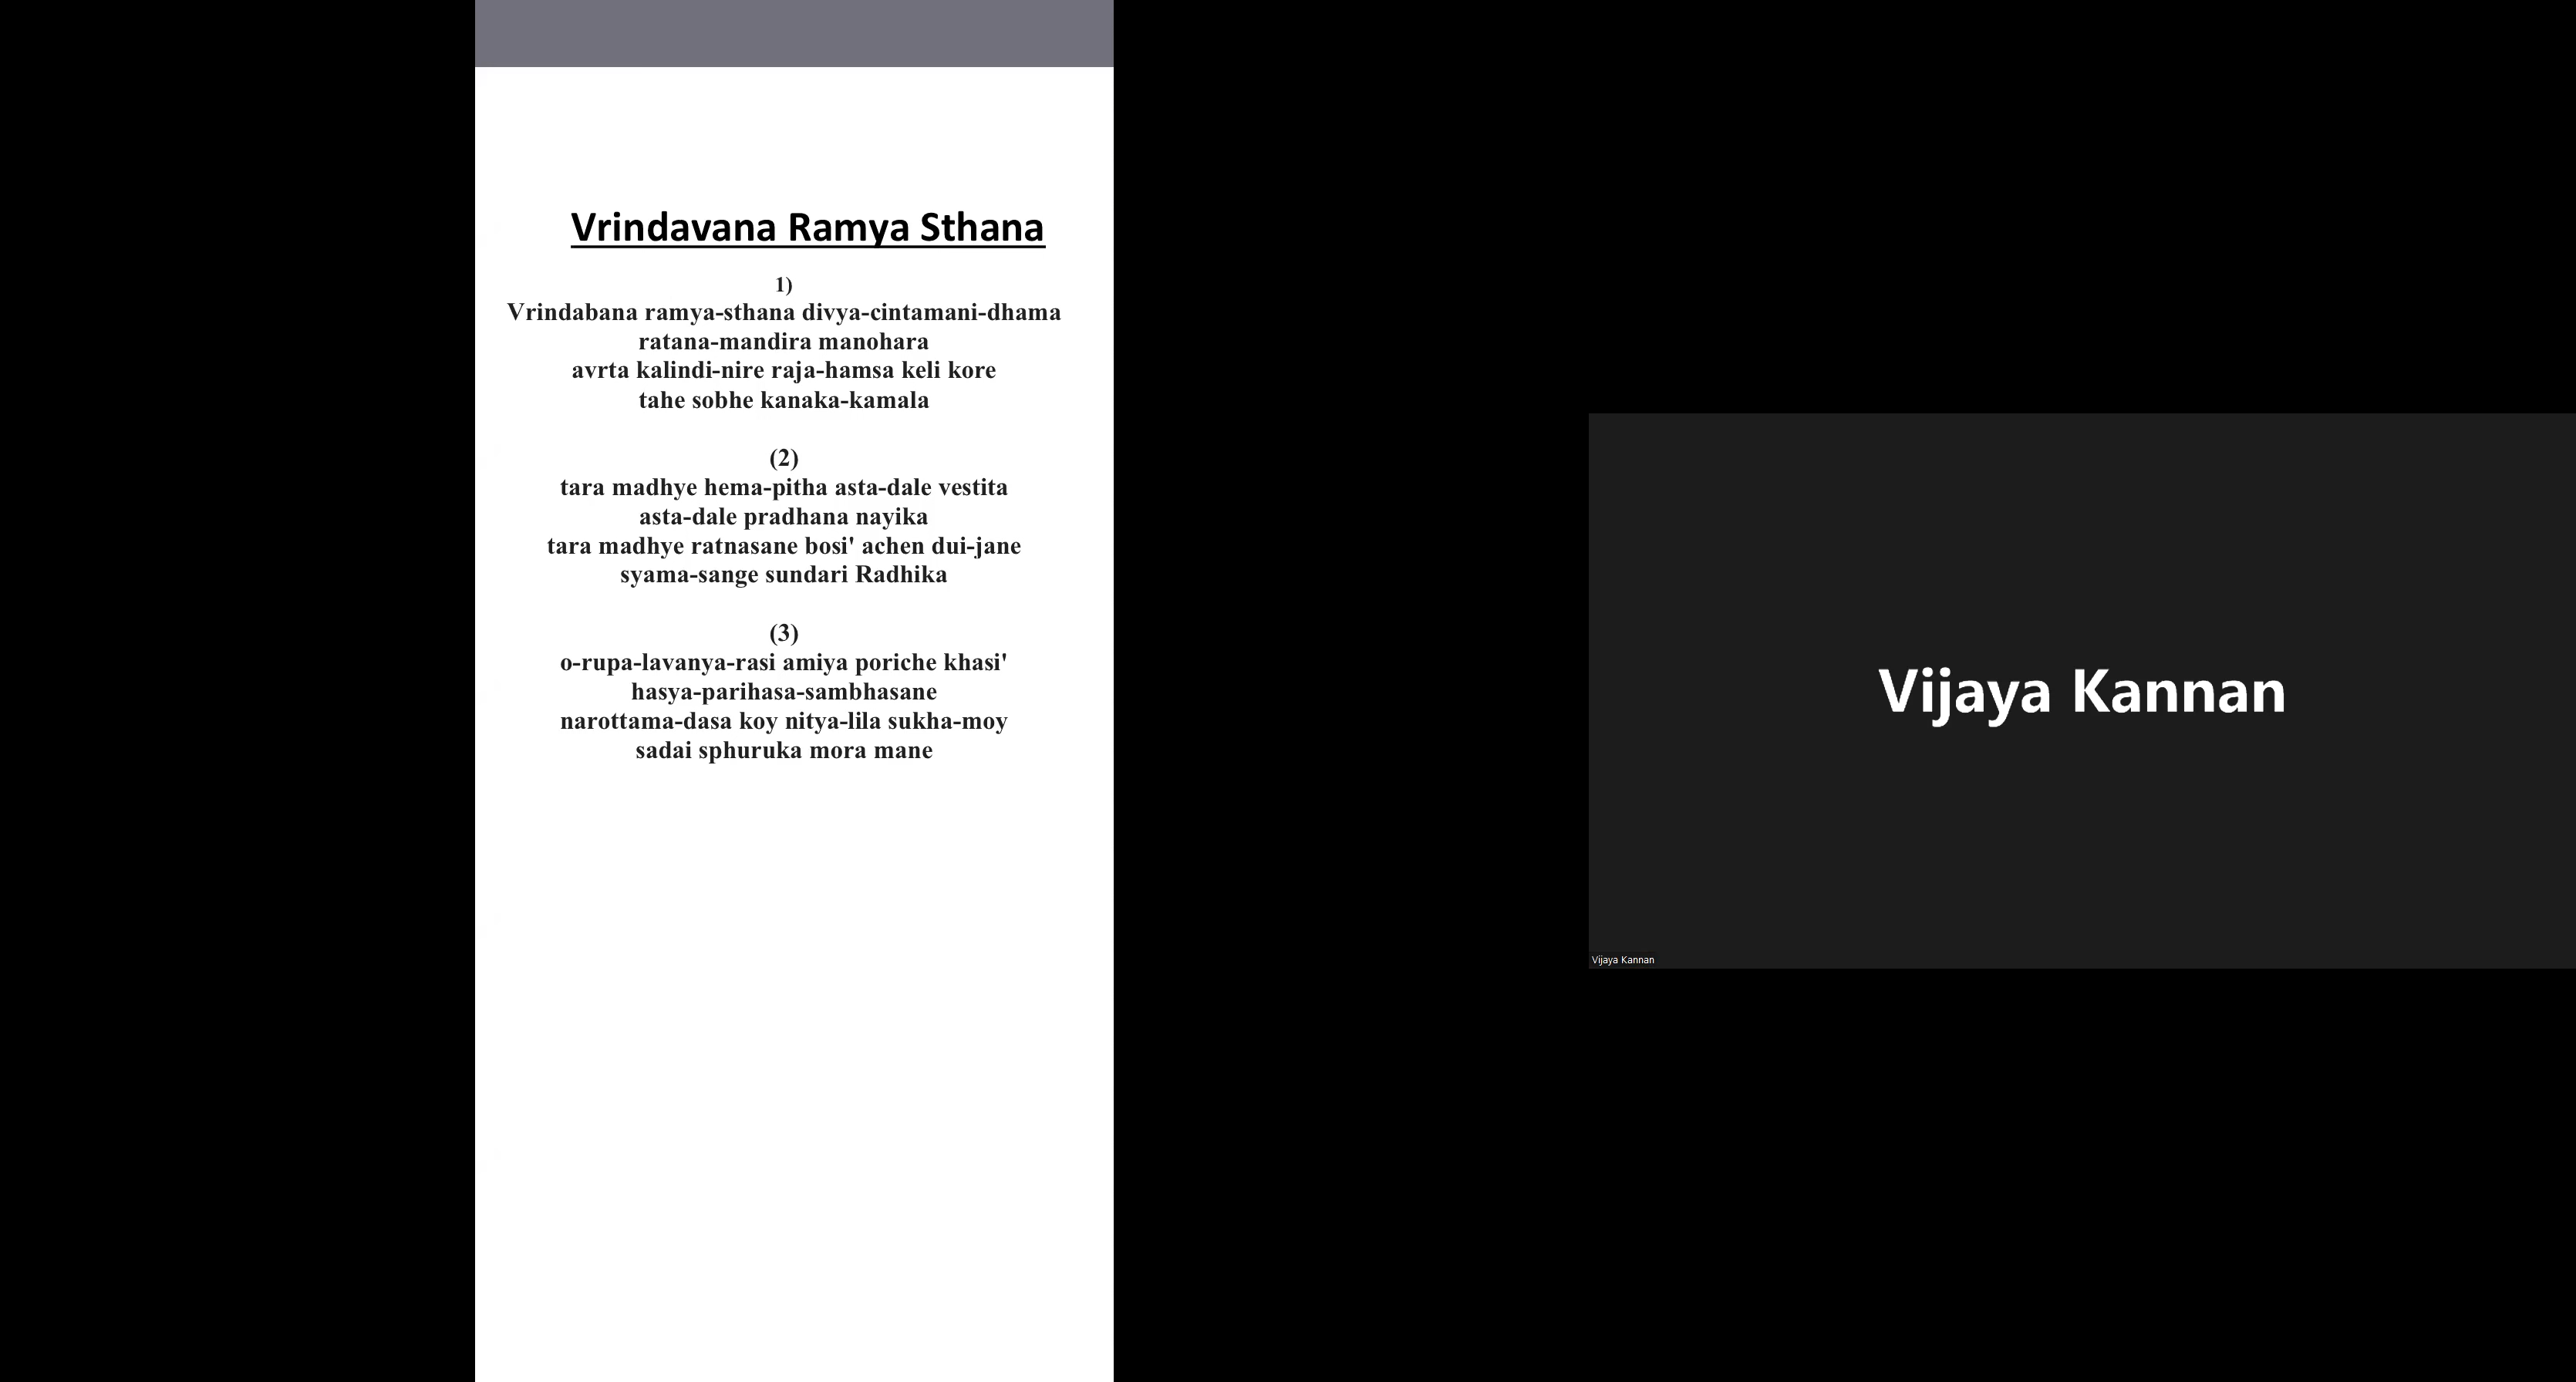 Vrindavana Ramya Sthana
1)
Vrindabana ramya-sthana divya-cintamani-dhama
ratana-mandira manohara
avrta kalindi-nire raja-hamsa keli kore
tahe sobhe kanaka-kamala
(2)
tara madhye hema-pitha asta-dale vestita
asta-dale pradhana nayika
tara madhye ratnasane bosi' achen dui-jane
syama-sange sundari Radhika
(3)
o-rupa-lavanya-rasi amiya poriche khasi'
hasya-parihasa-sambhasane
narottama-dasa koy nitya-lila sukha-moy
sadai sphuruka mora mane
Vijaya Kannan
Vijaya Kannan